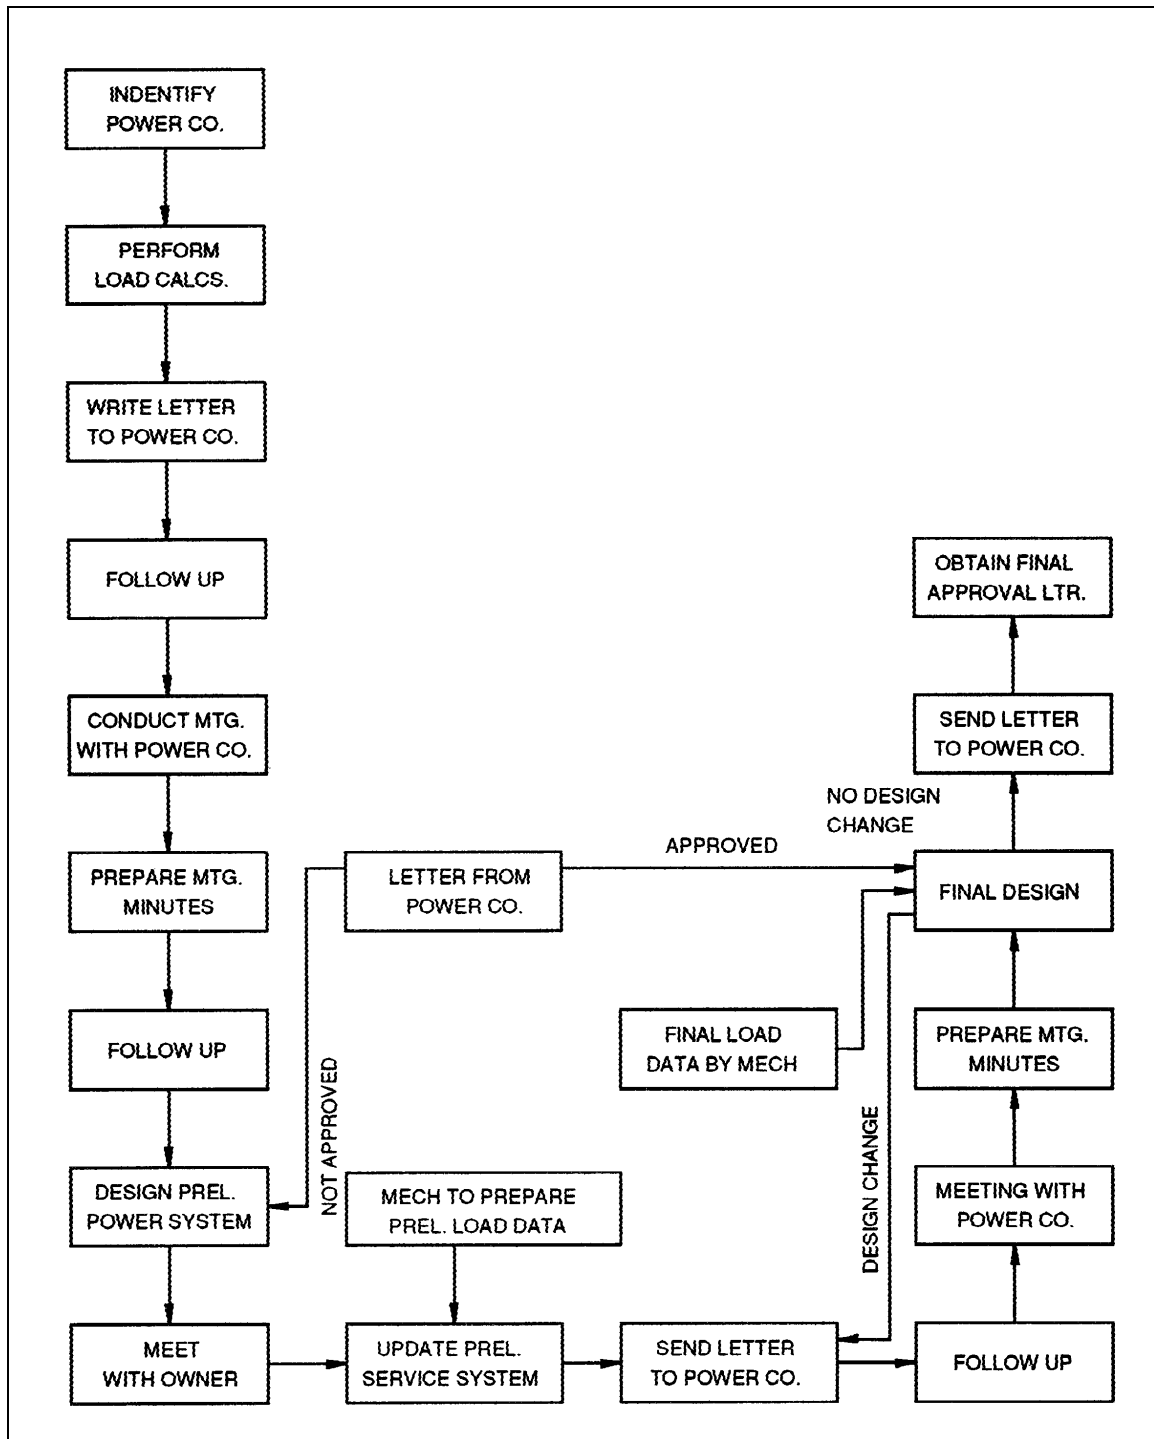 INDENTIFY
POWER CO.
PERFORM
LOAD CALCS.
WRITE LETTER
TO POWER CO.
FOLLOW UP
CONDUCT MTG.
WITH POWER CO.
PREPARE MTG.
MINUTES
FOLLOW UP
DESIGN PREL.
POWER SYSTEM
MEET
WITH OWNER
LETTER FROM
POWER CO.
NOT APPROVED
APPROVED
MECH TO PREPARE
PREL. LOAD DATA
UPDATE PREL.
SERVICE SYSTEM
FINAL LOAD
DATA BY MECH
SEND LETTER
TO POWER CO.
DESIGN CHANGE
NO DESIGN
CHANGE
OBTAIN FINAL
APPROVAL LTR.
SEND LETTER
TO POWER CO.
FINAL DESIGN
PREPARE MTG.
MINUTES
MEETING WITH
POWER CO.
FOLLOW UP